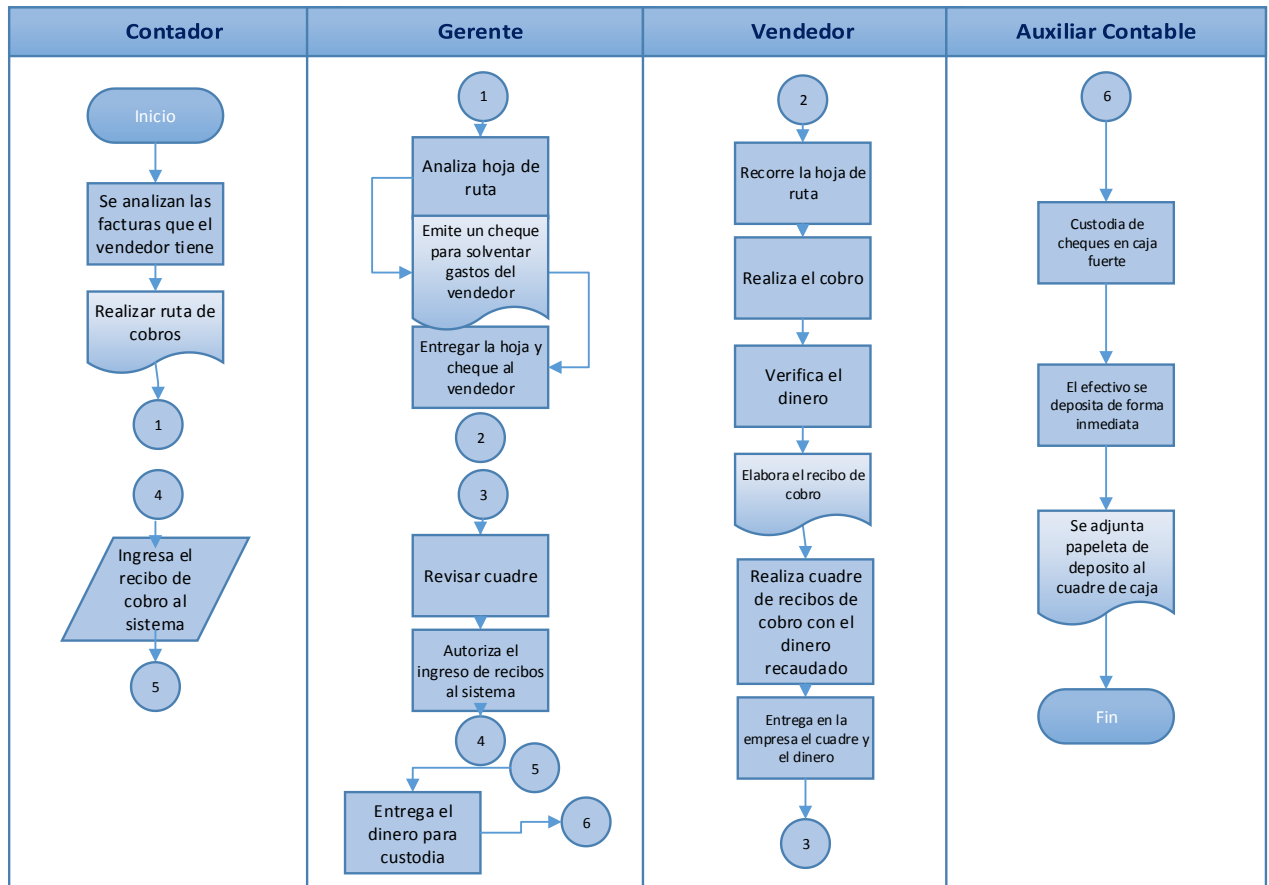 Contador
Gerente
Vendedor
Auxiliar Contable
Inicio
Se analizan las
facturas que el
vendedor tiene
Realizar ruta de
cobros
1
4
Ingresa el
recibo de
cobro al
sistema
5
1
Analiza hoja de
ruta
Emite un cheque
para solventar
gastos del
vendedor
Entregar la hoja y
cheque al
vendedor
2
3
Revisar cuadre
Autoriza el
ingreso de recibos
al sistema
4
5
Entrega el
dinero para
custodia
6
2
Recorre la hoja de
ruta
Realiza el cobro
Verifica el
dinero
Elabora el recibo de
cobro
Realiza cuadre
de recibos de
cobro con el
dinero
recaudado
Entrega en la
empresa el cuadre y
el dinero
3
6
Custodia de
cheques en caja
fuerte
El efectivo se
deposita de forma
inmediata
Se adjunta
papeleta de
deposito al
cuadre de caja
Fin